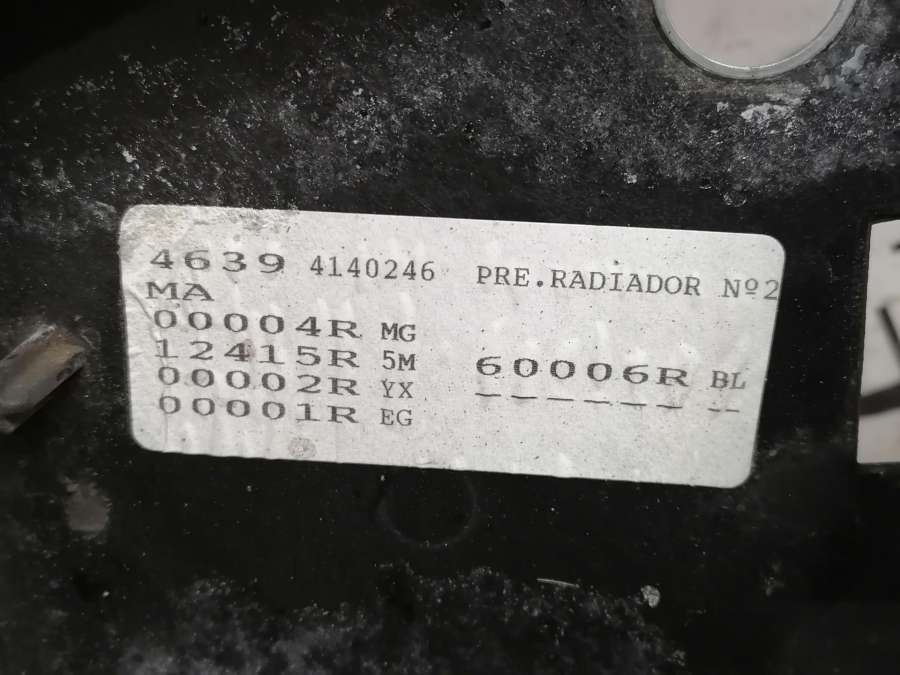 4639 4140246 PRE.RADIADOR Nº2
MA
00004R MG
12415R 5M 60006R BL
00002R YX ------ --
00001R EG